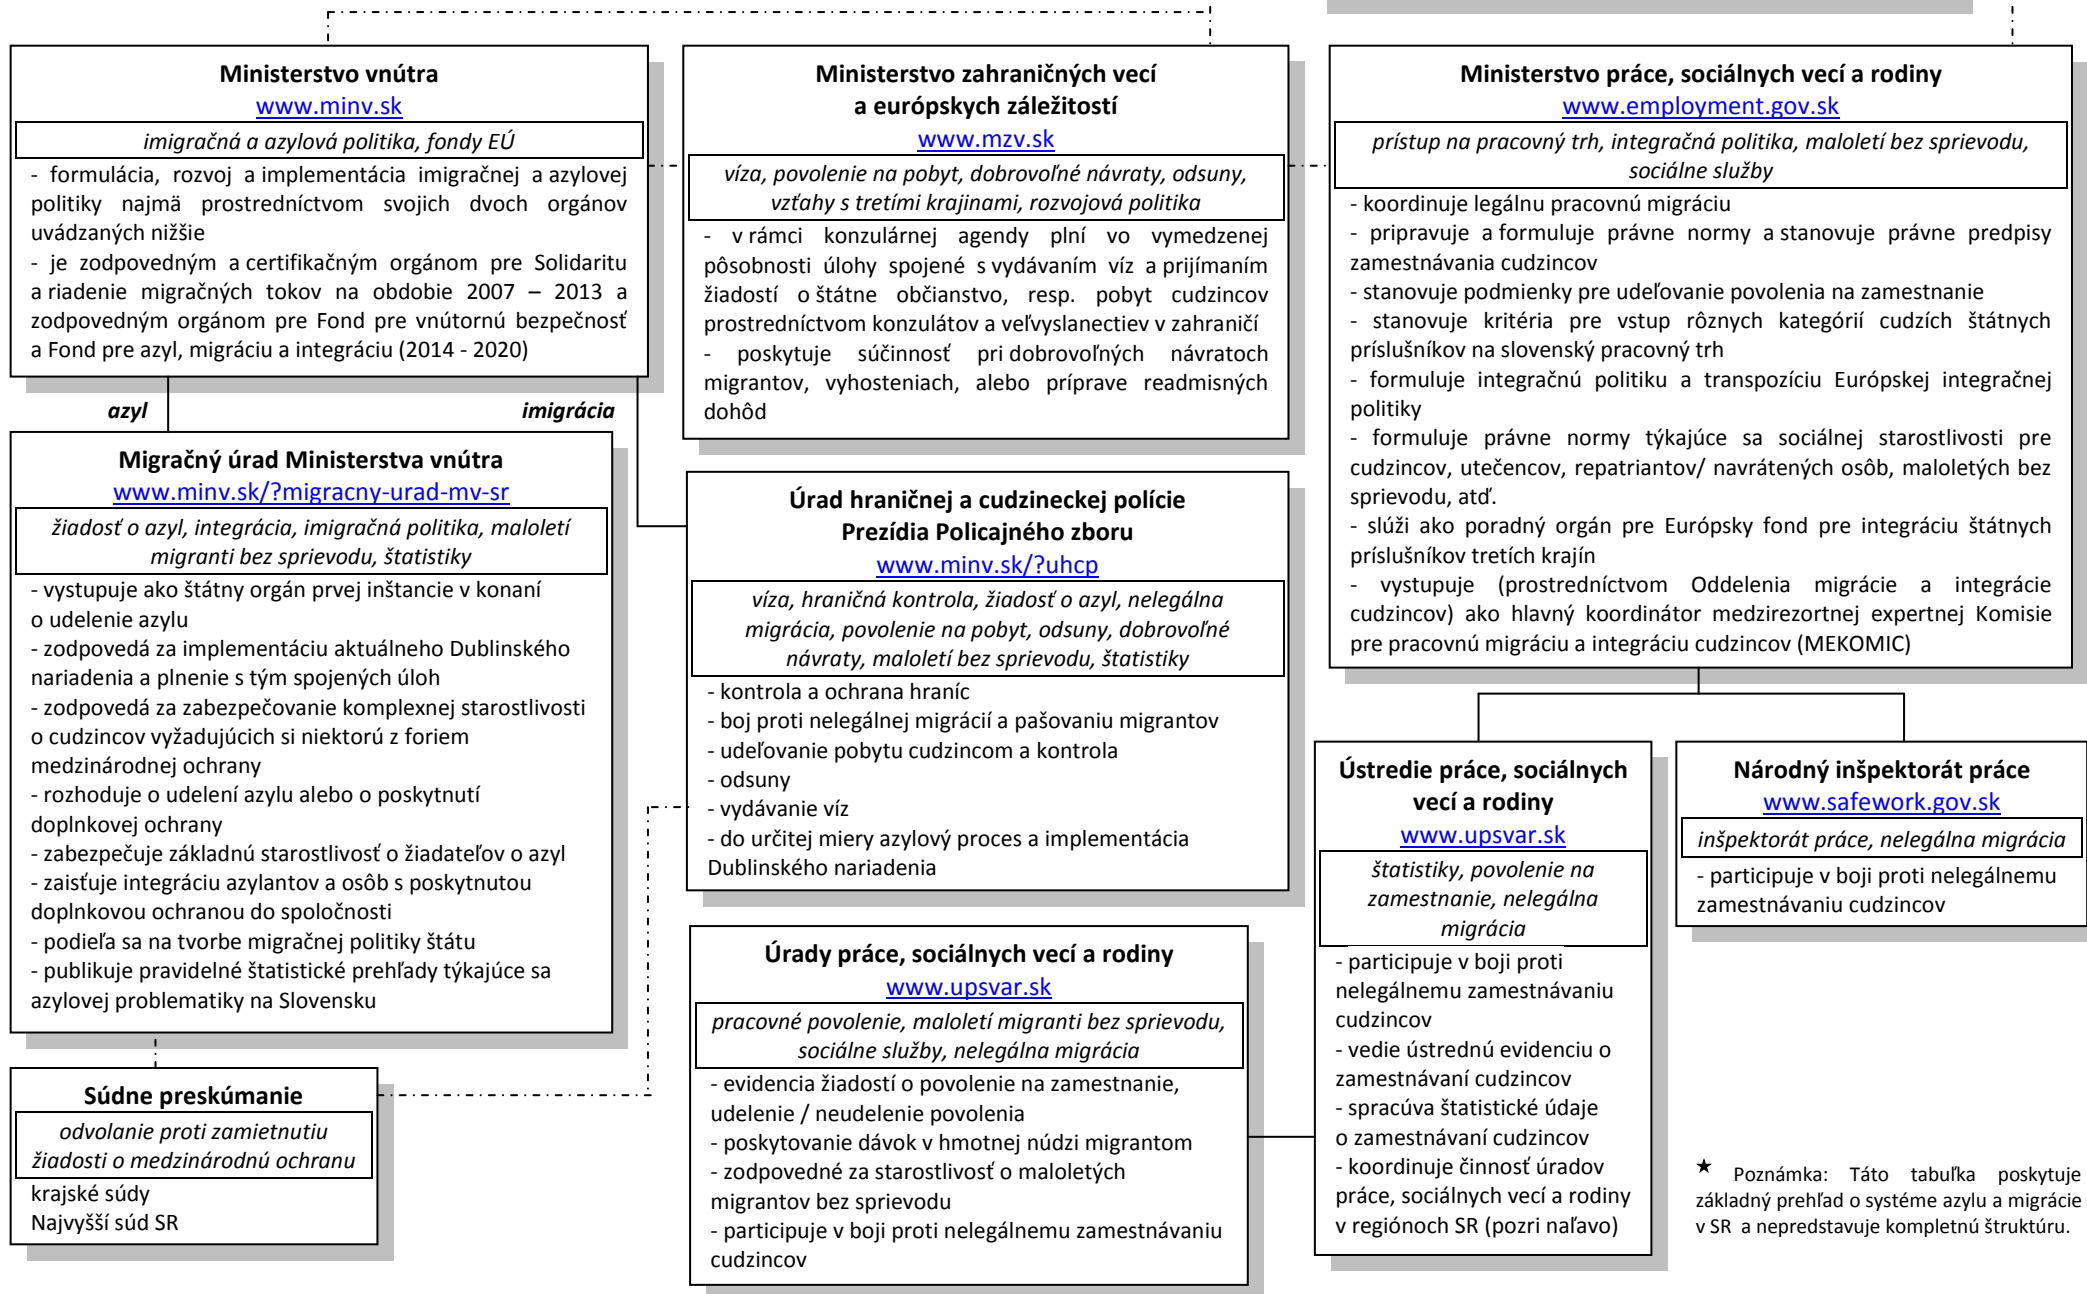 Ministerstvo vnútra
www.minv.sk
imigračná a azylová politika, fondy EÚ
- formulácia, rozvoj a implementácia imigračnej a azylovej
politiky najmä prostredníctvom svojich dvoch orgánov
uvádzaných nižšie
- je zodpovedným a certifikačným orgánom pre Solidaritu
a riadenie migračných tokov na obdobie 2007 – 2013 a
zodpovedným orgánom pre Fond pre vnútornú bezpečnosť
a Fond pre azyl, migráciu a integráciu (2014 - 2020)
azyl
imigrácia
Migračný úrad Ministerstva vnútra
www.minv.sk/?migracny-urad-mv-sr
žiadosť o azyl, integrácia, imigračná politika, maloletí
migranti bez sprievodu, štatistiky
- vystupuje ako štátny orgán prvej inštancie v konaní
o udelenie azylu
- zodpovedá za implementáciu aktuálneho Dublinského
nariadenia a plnenie s tým spojených úloh
- zodpovedá za zabezpečovanie komplexnej starostlivosti
o cudzincov vyžadujúcich si niektorú z foriem
medzinárodnej ochrany
- rozhoduje o udelení azylu alebo o poskytnutí
doplnkovej ochrany
- zabezpečuje základnú starostlivosť o žiadateľov o azyl
- zaisťuje integráciu azylantov a osôb s poskytnutou
doplnkovou ochranou do spoločnosti
- podieľa sa na tvorbe migračnej politiky štátu
- publikuje pravidelné štatistické prehľady týkajúce sa
azylovej problematiky na Slovensku
Súdne preskúmanie
odvolanie proti zamietnutiu
žiadosti o medzinárodnú ochranu
krajské súdy
Najvyšší súd SR
Ministerstvo zahraničných vecí
a európskych záležitostí
www.mzv.sk
víza, povolenie na pobyt, dobrovoľné návraty, odsuny,
vzťahy s tretími krajinami, rozvojová politika
- v rámci konzulárnej agendy plní vo vymedzenej
pôsobnosti úlohy spojené s vydávaním víz a prijímaním
žiadostí o štátne občianstvo, resp. pobyt cudzincov
prostredníctvom konzulátov a veľvyslanectiev v zahraničí
- poskytuje súčinnosť pri dobrovoľných návratoch
migrantov, vyhosteniach, alebo príprave readmisných
dohôd
Úrad hraničnej a cudzineckej polície
Prezídia Policajného zboru
www.minv.sk/?uhcp
víza, hraničná kontrola, žiadosť o azyl, nelegálna
migrácia, povolenie na pobyt, odsuny, dobrovoľné
návraty, maloletí bez sprievodu, štatistiky
- kontrola a ochrana hraníc
- boj proti nelegálnej migrácií a pašovaniu migrantov
- udeľovanie pobytu cudzincom a kontrola
- odsuny
- vydávanie víz
- do určitej miery azylový proces a implementácia
Dublinského nariadenia
Úrady práce, sociálnych vecí a rodiny
www.upsvar.sk
pracovné povolenie, maloletí migranti bez sprievodu,
sociálne služby, nelegálna migrácia
- evidencia žiadostí o povolenie na zamestnanie,
udelenie / neudelenie povolenia
- poskytovanie dávok v hmotnej núdzi migrantom
- zodpovedné za starostlivosť o maloletých
migrantov bez sprievodu
- participuje v boji proti nelegálnemu zamestnávaniu
cudzincov
Ministerstvo práce, sociálnych vecí a rodiny
www.employment.gov.sk
prístup na pracovný trh, integračná politika, maloletí bez sprievodu,
sociálne služby
- koordinuje legálnu pracovnú migráciu
- pripravuje a formuluje právne normy a stanovuje právne predpisy
zamestnávania cudzincov
- stanovuje podmienky pre udeľovanie povolenia na zamestnanie
- stanovuje kritéria pre vstup rôznych kategórií cudzích štátnych
príslušníkov na slovenský pracovný trh
- formuluje integračnú politiku a transpozíciu Európskej integračnej
politiky
- formuluje právne normy týkajúce sa sociálnej starostlivosti pre
cudzincov, utečencov, repatriantov/ navrátených osôb, maloletých bez
sprievodu, atď.
- slúži ako poradný orgán pre Európsky fond pre integráciu štátnych
príslušníkov tretích krajín
- vystupuje (prostredníctvom Oddelenia migrácie a integrácie
cudzincov) ako hlavný koordinátor medzirezortnej expertnej Komisie
pre pracovnú migráciu a integráciu cudzincov (MEKOMIC)
Ústredie práce, sociálnych
vecí a rodiny
www.upsvar.sk
štatistiky, povolenie na
zamestnanie, nelegálna
migrácia
- participuje v boji proti
nelegálnemu zamestnávaniu
cudzincov
- vedie ústrednú evidenciu o
zamestnávaní cudzincov
- spracúva štatistické údaje
o zamestnávaní cudzincov
- koordinuje činnosť úradov
práce, sociálnych vecí a rodiny
v regiónoch SR (pozri naľavo)
Národný inšpektorát práce
www.safework.gov.sk
inšpektorát práce, nelegálna migrácia
- participuje v boji proti nelegálnemu
zamestnávaniu cudzincov
★ Poznámka: Táto tabuľka poskytuje
základný prehľad o systéme azylu a migrácie
v SR a nepredstavuje kompletnú štruktúru.